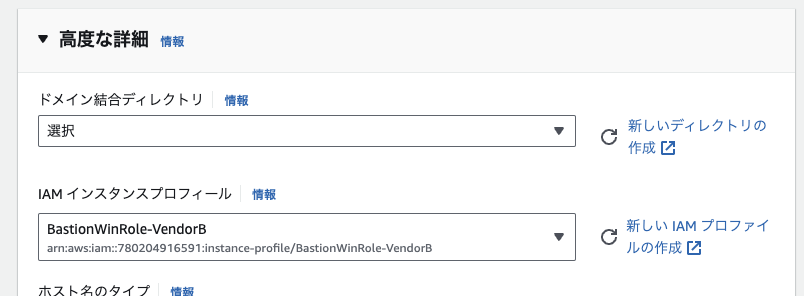 高度な詳細 情報
ドメイン結合ディレクトリ 情報
選択
新しいディレクトリの
作成
IAM インスタンスプロフィール 情報
BastionWinRole-VendorB
arn:aws:iam::780204916591:instance-profile/BastionWinRole-VendorB
新しい IAM プロファイ
ルの作成
ホスト名のタイプ 情報